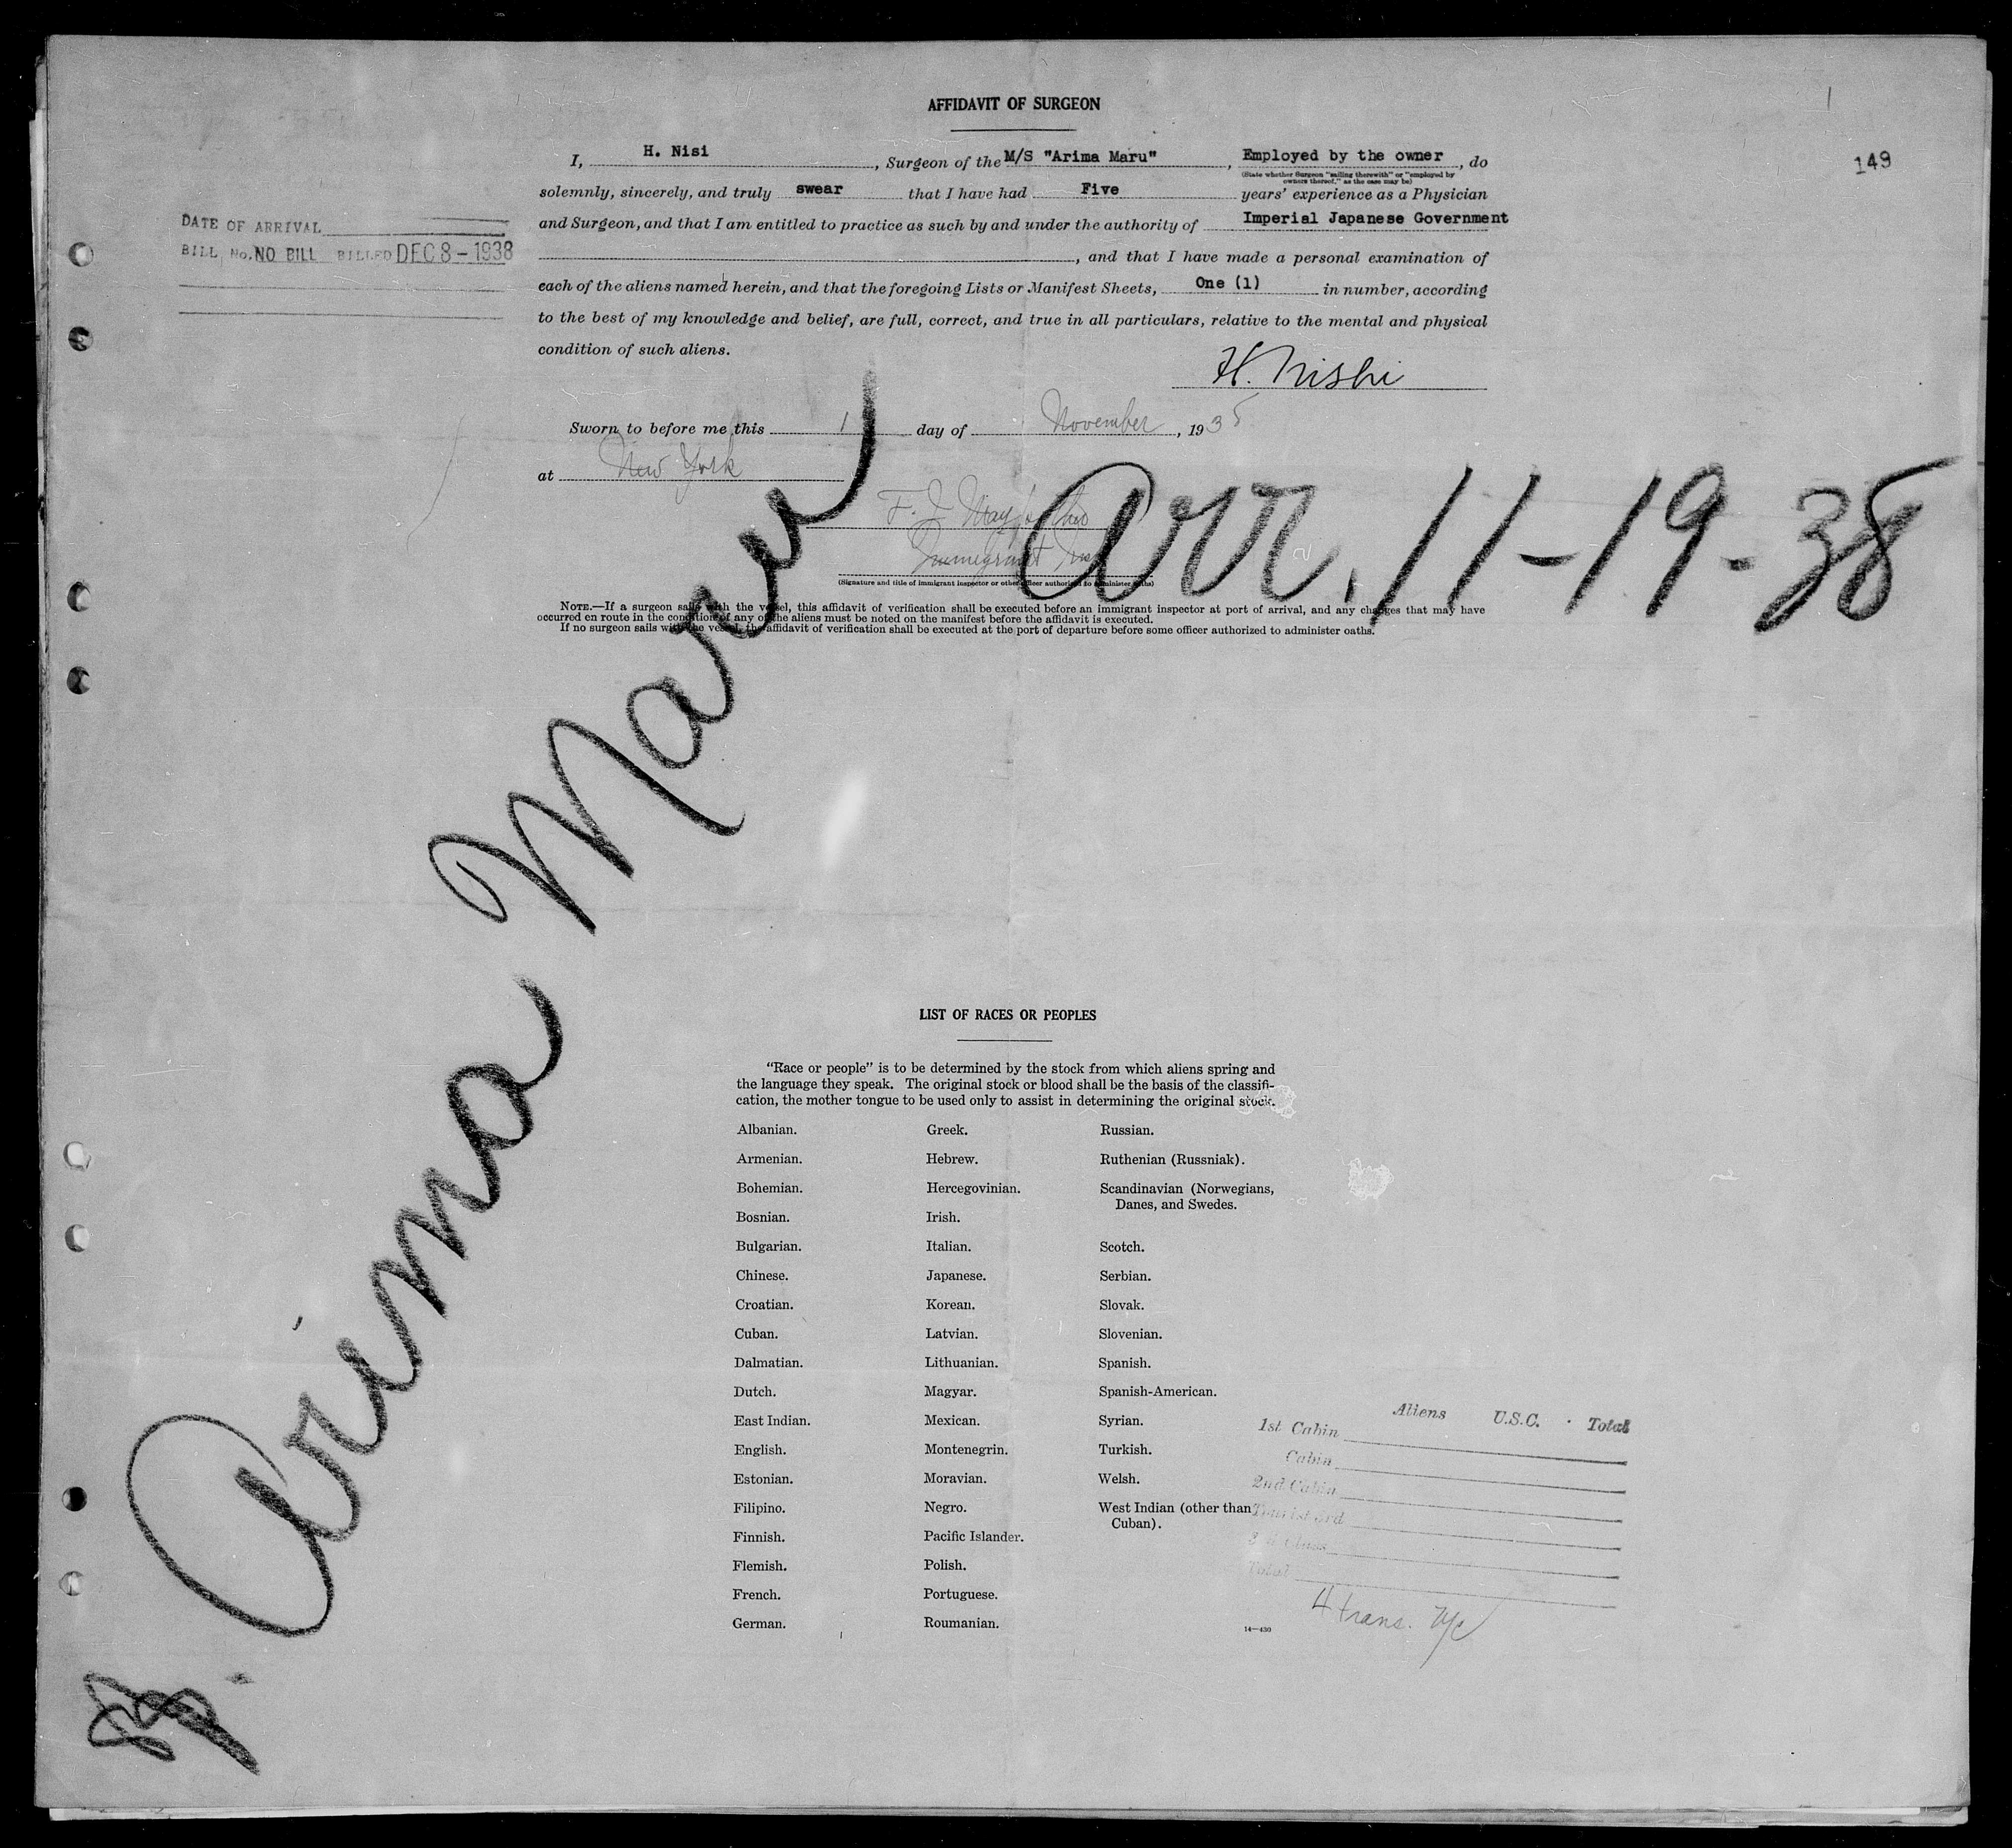 AFFIDAVIT OF SURGEON
149
I, H. Nisi, Surgeon of the M/S "Arima Maru", Employed by the owner, do
(State whether Surgeon "sailing therewith" or "employed by
owners thereof," as the case may be)
solemnly, sincerely, and truly swear that I have had Five years' experience as a Physician
and Surgeon, and that I am entitled to practice as such by and under the authority of Imperial Japanese Government
, and that I have made a personal examination of
each of the aliens named herein, and that the foregoing Lists or Manifest Sheets, One (1) in number, according
to the best of my knowledge and belief, are full, correct, and true in all particulars, relative to the mental and physical
condition of such aliens.
DATE OF ARRIVAL
BILL No. NO BILL BILLED DEC 8 - 1938
H. Nishi
Sworn to before me this 1 day of November, 1938
at New York
F. J. 
Immigrant
(Signature and title of immigrant inspector or other officer authorized to administer oaths)
Arr. 11-19-38
NOTE.—If a surgeon sails with the vessel, this affidavit of verification shall be executed before an immigrant inspector at port of arrival, and any changes that may have
occurred en route in the condition of any of the aliens must be noted on the manifest before the affidavit is executed.
If no surgeon sails with the vessel, the affidavit of verification shall be executed at the port of departure before some officer authorized to administer oaths.
Arima Maru
LIST OF RACES OR PEOPLES
"Race or people" is to be determined by the stock from which aliens spring and
the language they speak. The original stock or blood shall be the basis of the classifi-
cation, the mother tongue to be used only to assist in determining the original stock.
Albanian.
Armenian.
Bohemian.
Bosnian.
Bulgarian.
Chinese.
Croatian.
Cuban.
Dalmatian.
Dutch.
East Indian.
English.
Estonian.
Filipino.
Finnish.
Flemish.
French.
German.
Greek.
Hebrew.
Hercegovinian.
Irish.
Italian.
Japanese.
Korean.
Latvian.
Lithuanian.
Magyar.
Mexican.
Montenegrin.
Moravian.
Negro.
Pacific Islander.
Polish.
Portuguese.
Roumanian.
Russian.
Ruthenian (Russniak).
Scandinavian (Norwegians,
Danes, and Swedes.
Scotch.
Serbian.
Slovak.
Slovenian.
Spanish.
Spanish-American.
Syrian.
Turkish.
Welsh.
West Indian (other than
Cuban).
Aliens U.S.C. Total
1st Cabin
Cabin
2nd Cabin
Tourist 3rd
3rd Class
Total
4 trans.
14—430